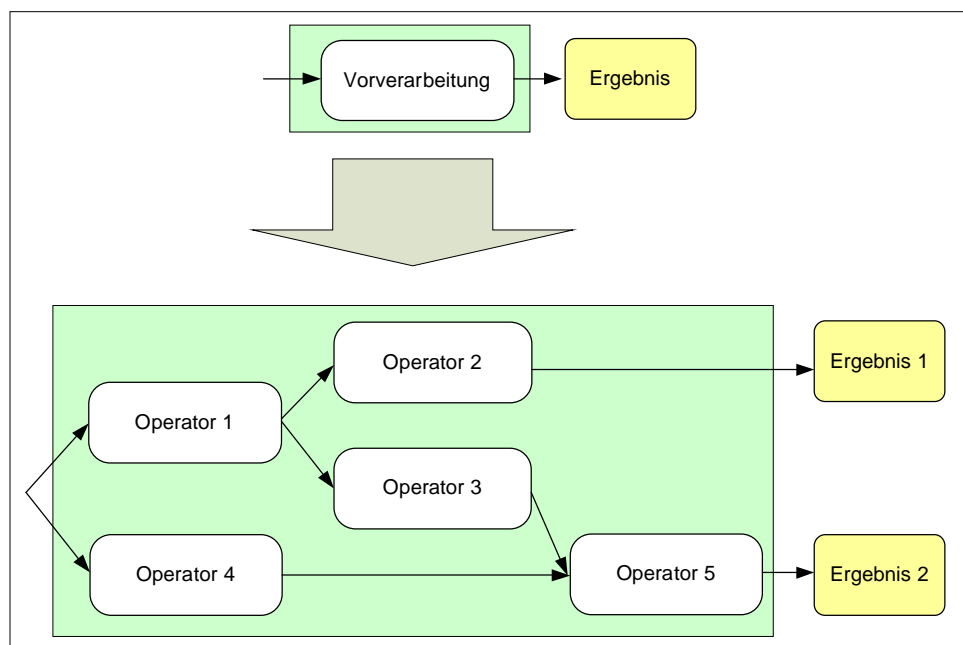 Vorverarbeitung
Ergebnis
Operator 2
Ergebnis 1
Operator 1
Operator 3
Operator 4
Operator 5
Ergebnis 2